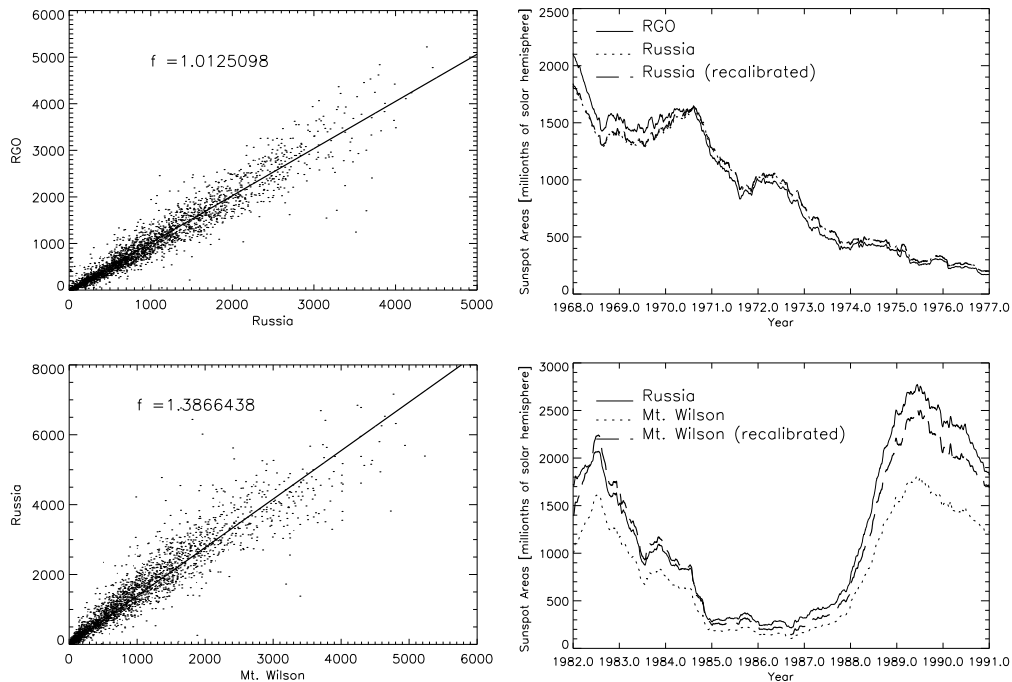 6000
5000
4000
3000
2000
1000
0
RGO
f =1.0125098
0 1000 2000 3000 4000 5000
Russia
2500
2000
1500
1000
500
0
Sunspot Areas [millionths of solar hemisphere]
RGO
Russia
Russia (recalibrated)
1968.0 1969.0 1970.0 1971.0 1972.0 1973.0 1974.0 1975.0 1976.0 1977.0
Year
8000
6000
4000
2000
0
Russia
f =1.3866438
0 1000 2000 3000 4000 5000 6000
Mt. Wilson
3000
2500
2000
1500
1000
500
0
Sunspot Areas [millionths of solar hemisphere]
Russia
Mt. Wilson
Mt. Wilson (recalibrated)
1982.0 1983.0 1984.0 1985.0 1986.0 1987.0 1988.0 1989.0 1990.0 1991.0
Year